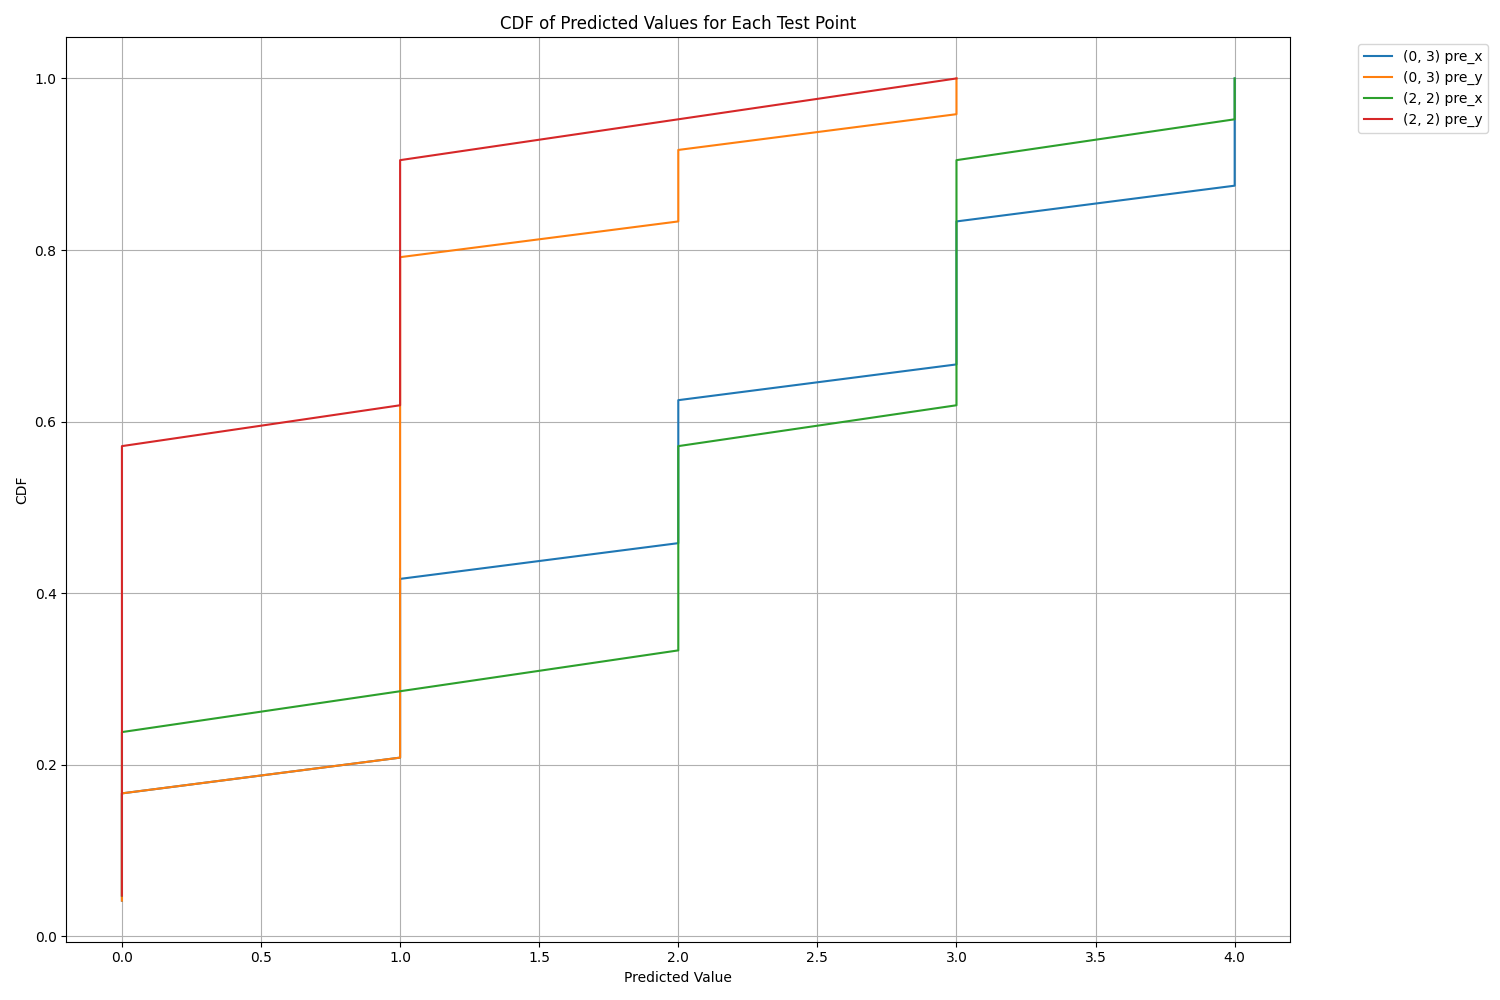 CDF of Predicted Values for Each Test Point
(0, 3) pre_x
(0, 3) pre_y
(2, 2) pre_x
(2, 2) pre_y
1.0
0.8
0.6
0.4
0.2
0.0
CDF
0.0 0.5 1.0 1.5 2.0 2.5 3.0 3.5 4.0
Predicted Value